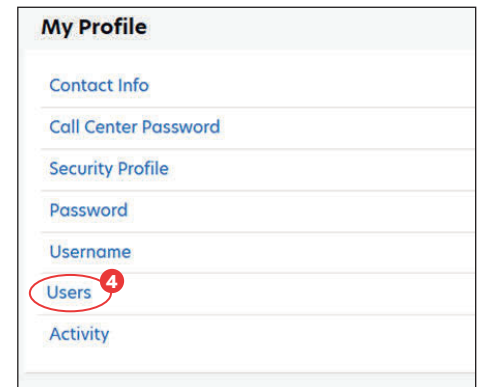 My Profile
Contact Info
Call Center Password
Security Profile
Password
Username
Users 4
Activity